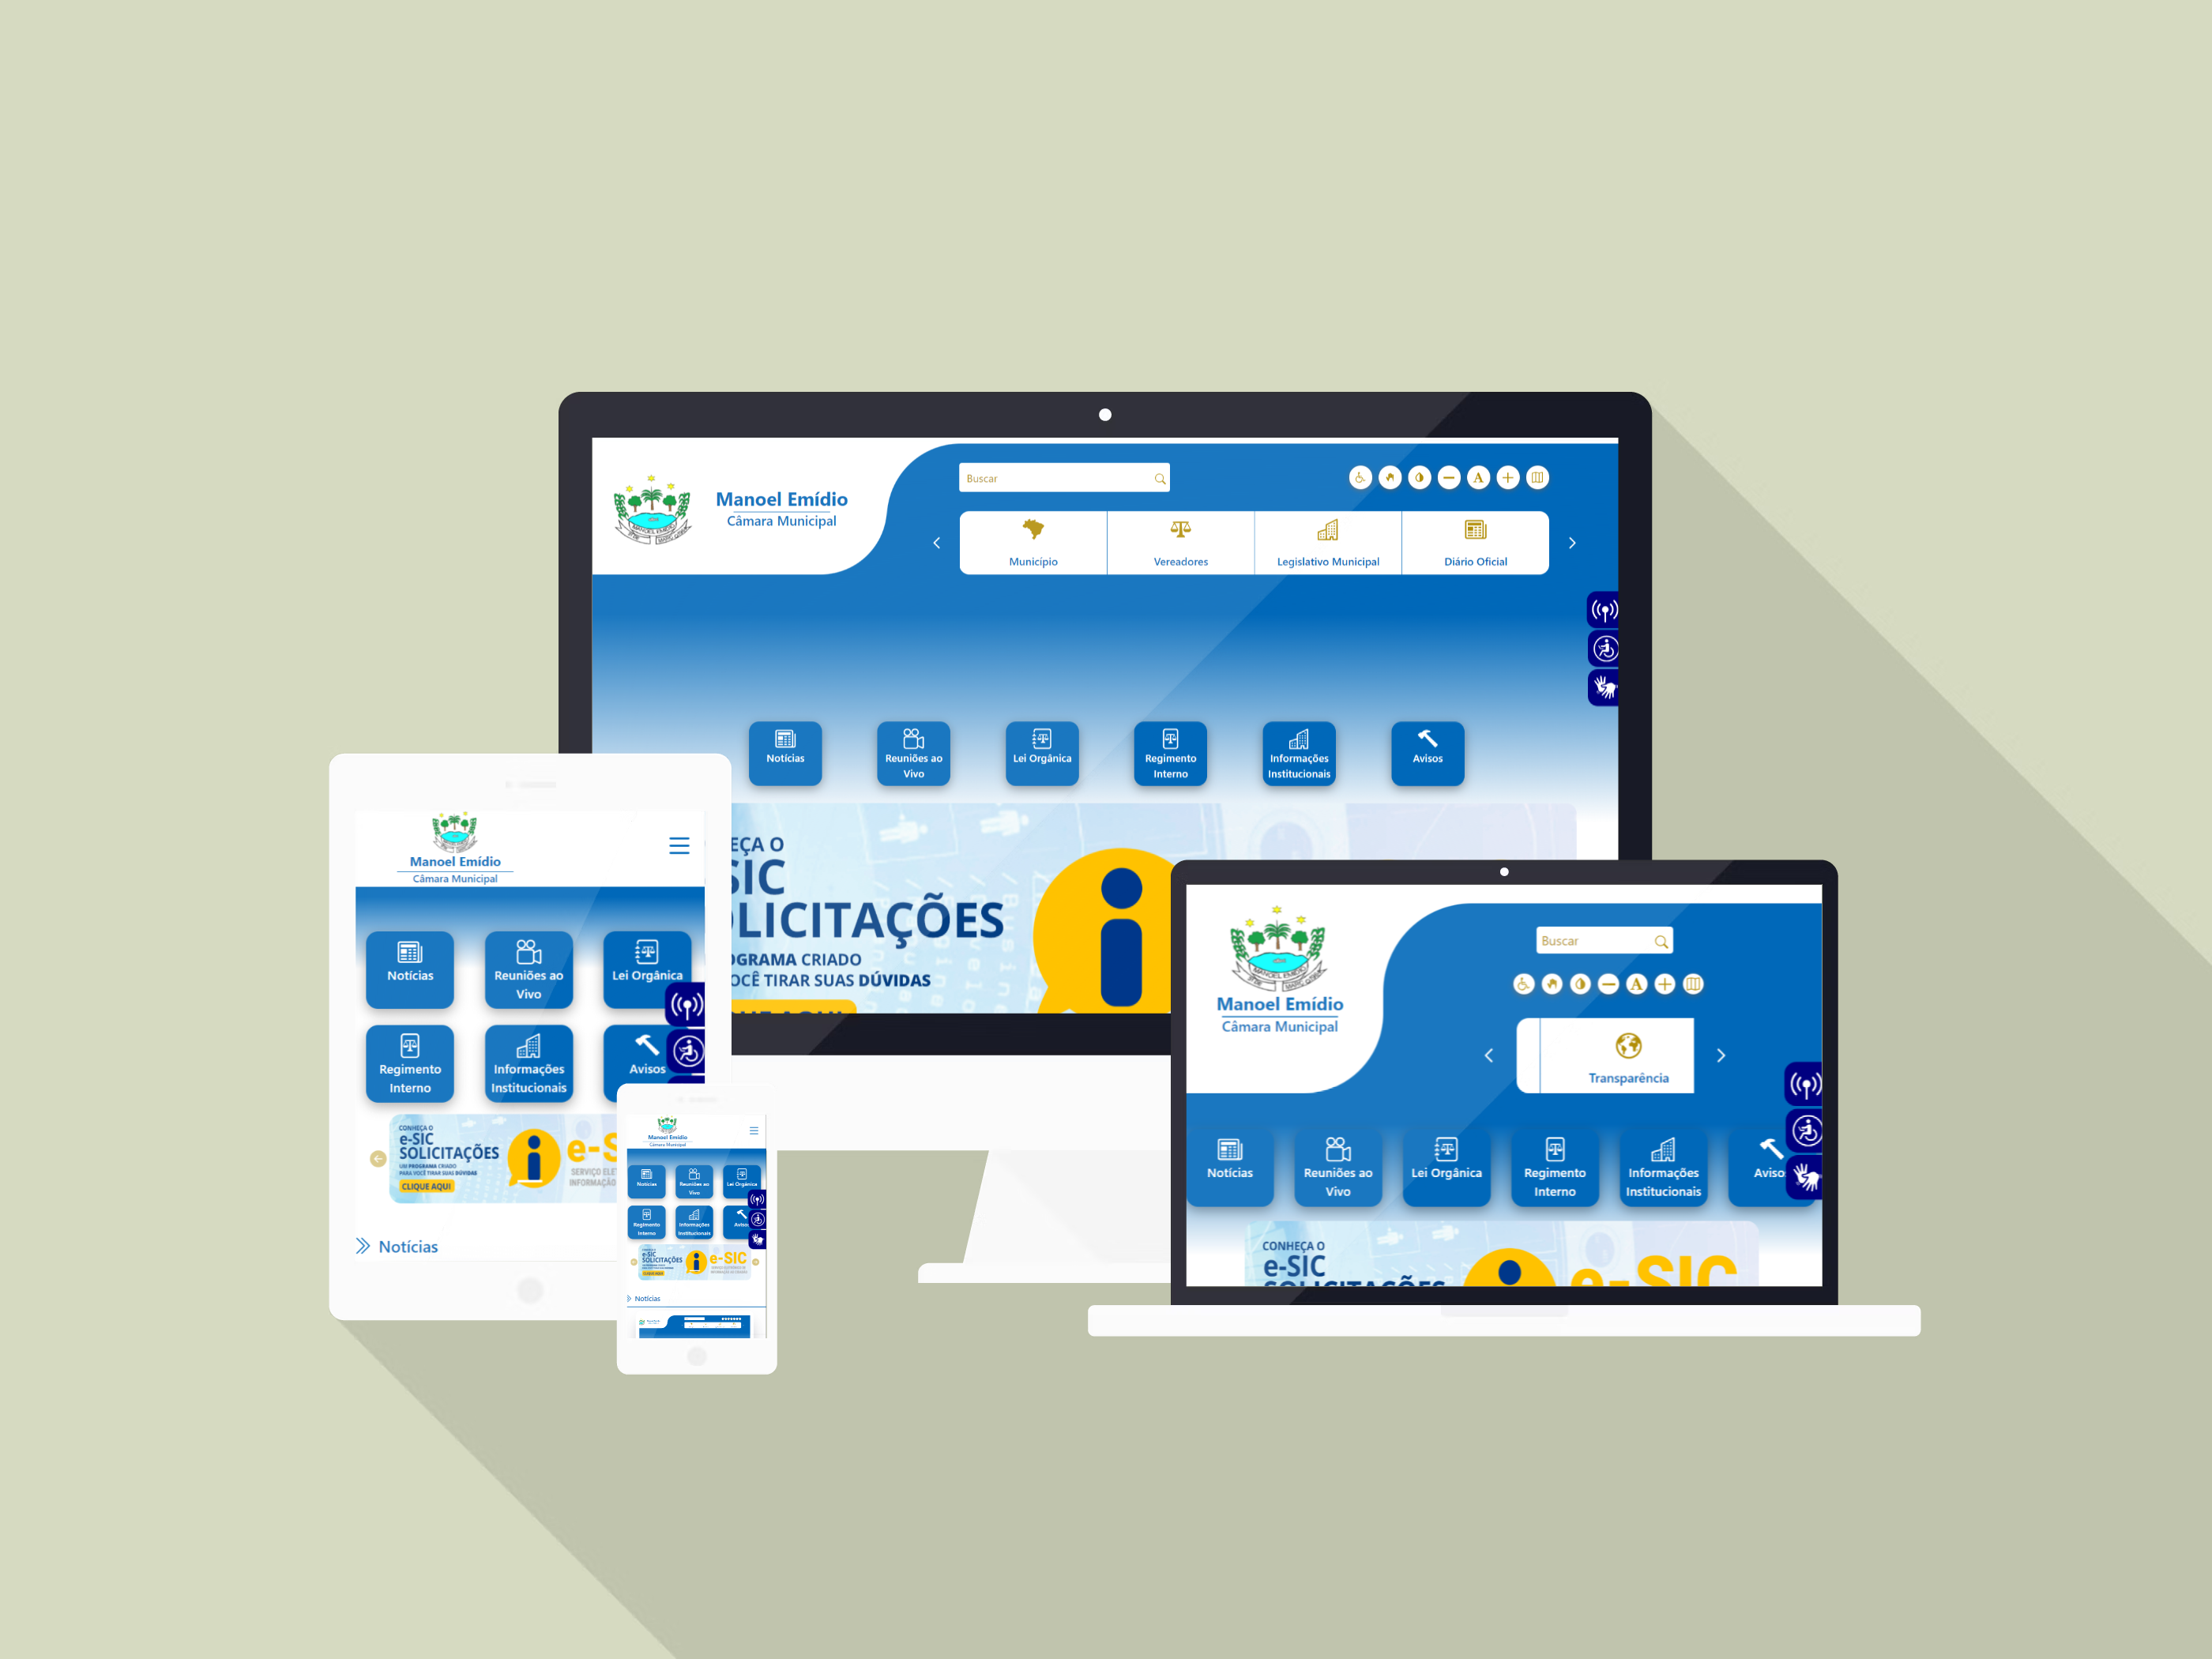 Manoel Emídio
Câmara Municipal
Buscar
A
Município
Vereadores
Legislativo Municipal
Diário Oficial
Notícias
Reuniões ao
Vivo
Lei Orgânica
Regimento
Interno
Informações
Institucionais
Avisos
EÇA O
SIC
OLICITAÇÕES
OGRAMA CRIADO
OCÊ TIRAR SUAS DÚVIDAS
Manoel Emídio
Câmara Municipal
Notícias
Reuniões ao
Vivo
Lei Orgânica
Regimento
Interno
Informações
Institucionais
Avisos
CONHEÇA O
e-SIC
SOLICITAÇÕES
UM PROGRAMA CRIADO
PARA VOCÊ TIRAR SUAS DÚVIDAS
CLIQUE AQUI
e-S
SERVIÇO ELE
INFORMAÇÃO
Notícias
Manoel Emídio
Câmara Municipal
Notícias
Reuniões ao
Vivo
Lei Orgânica
Regimento
Interno
Informações
Institucionais
Avisos
e-SIC
SOLICITAÇÕES
e-SIC
Notícias
MANOEL EMÍDIO
Manoel Emídio
Câmara Municipal
Buscar
A
Transparência
Notícias
Reuniões ao
Vivo
Lei Orgânica
Regimento
Interno
Informações
Institucionais
Aviso
CONHEÇA O
e-SIC
SOLICITAÇÕES
e-SIC